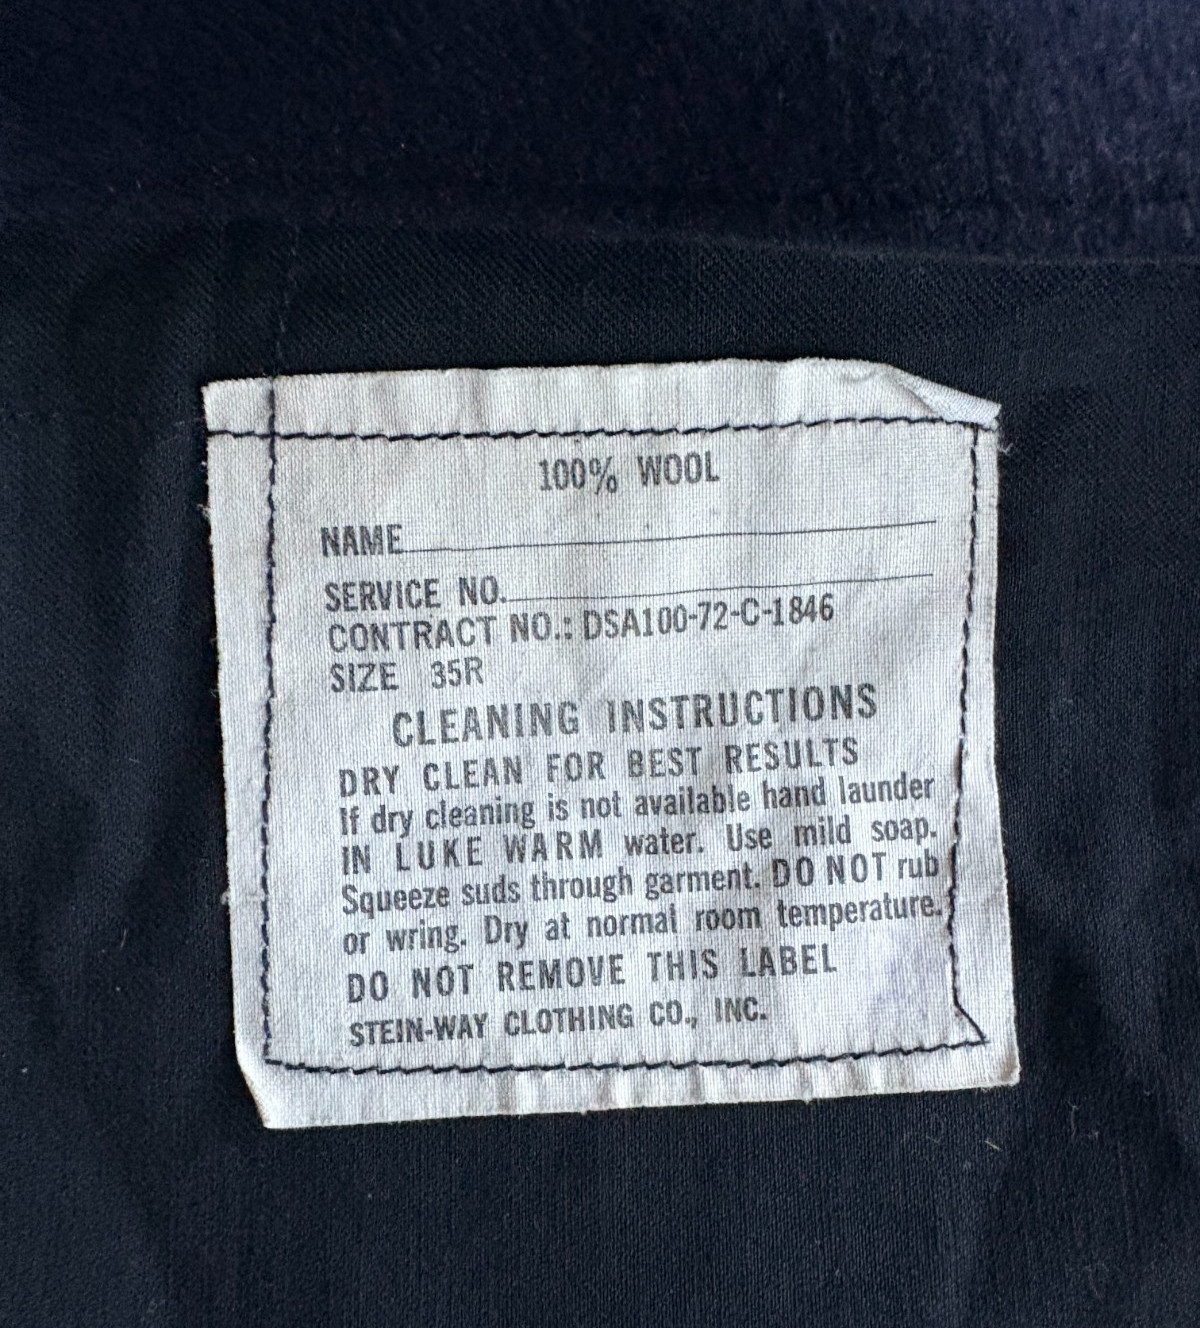 100% WOOL
NAME
SERVICE NO.
CONTRACT NO.: DSA100-72-C-1846
SIZE 35R
CLEANING INSTRUCTIONS
DRY CLEAN FOR BEST RESULTS
If dry cleaning is not available hand launder
IN LUKE WARM water. Use mild soap.
Squeeze suds through garment. DO NOT rub
or wring. Dry at normal room temperature.
DO NOT REMOVE THIS LABEL
STEIN-WAY CLOTHING CO., INC.